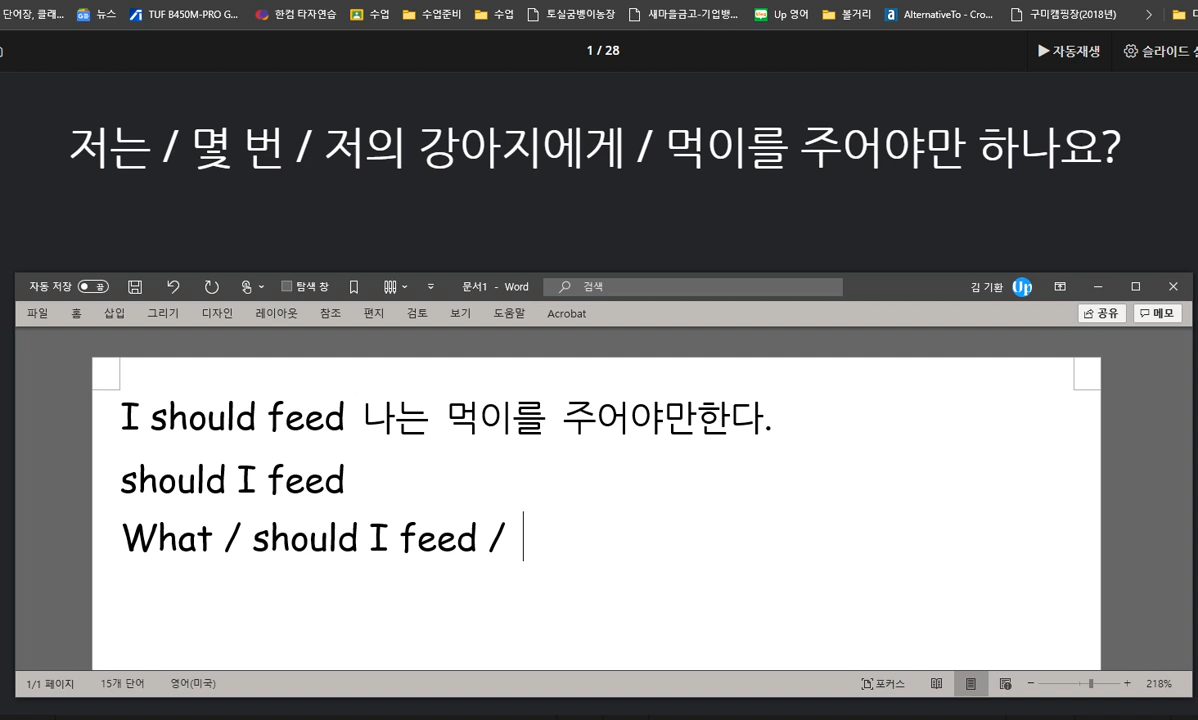 단어장, 클래... 뉴스 TUF B450M-PRO G... 한컴 타자연습 수업 수업준비 수업 토실굼벵이농장 새마을금고-기업뱅... Up 영어 볼거리 AlternativeTo - Cro... 구미캠핑장(2018년)
1 / 28 자동재생 슬라이드
저는 / 몇 번 / 저의 강아지에게 / 먹이를 주어야만 하나요?
자동 저장 끔 탐색 창 문서1 - Word 검색 김 기환 Up
파일 홈 삽입 그리기 디자인 레이아웃 참조 편지 검토 보기 도움말 Acrobat 공유 메모
I should feed 나는 먹이를 주어야만한다.
should I feed
What / should I feed /
1/1 페이지 15개 단어 영어(미국) 포커스 218%